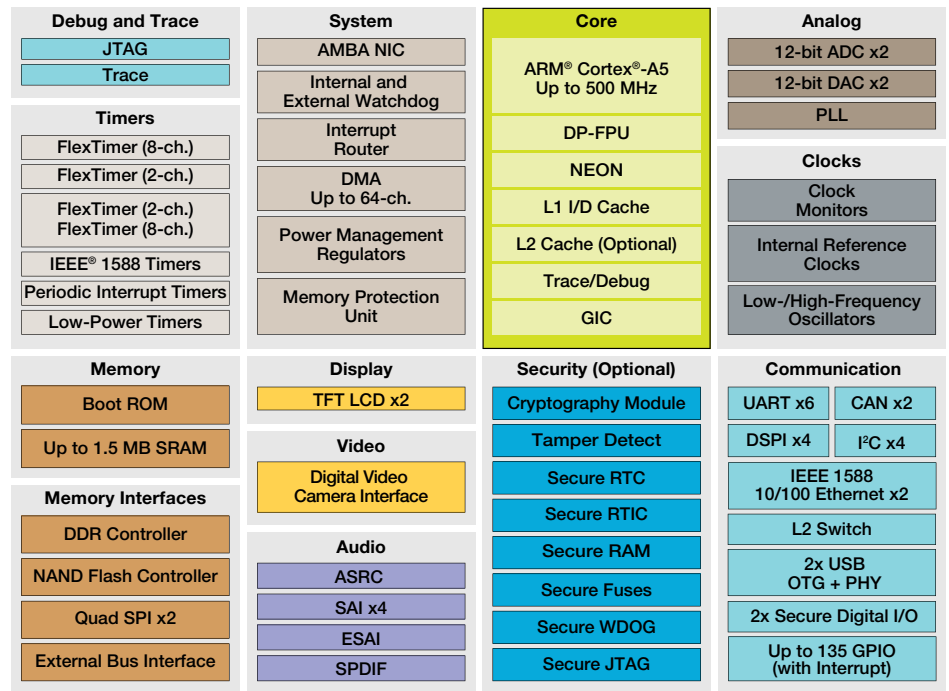 Debug and Trace
JTAG
Trace
Timers
FlexTimer (8-ch.)
FlexTimer (2-ch.)
FlexTimer (2-ch.)
FlexTimer (8-ch.)
IEEE® 1588 Timers
Periodic Interrupt Timers
Low-Power Timers
System
AMBA NIC
Internal and
External Watchdog
Interrupt
Router
DMA
Up to 64-ch.
Power Management
Regulators
Memory Protection
Unit
Core
ARM® Cortex®-A5
Up to 500 MHz
DP-FPU
NEON
L1 I/D Cache
L2 Cache (Optional)
Trace/Debug
GIC
Analog
12-bit ADC x2
12-bit DAC x2
PLL
Clocks
Clock
Monitors
Internal Reference
Clocks
Low-/High-Frequency
Oscillators
Memory
Boot ROM
Up to 1.5 MB SRAM
Memory Interfaces
DDR Controller
NAND Flash Controller
Quad SPI x2
External Bus Interface
Display
TFT LCD x2
Video
Digital Video
Camera Interface
Audio
ASRC
SAI x4
ESAI
SPDIF
Security (Optional)
Cryptography Module
Tamper Detect
Secure RTC
Secure RTIC
Secure RAM
Secure Fuses
Secure WDOG
Secure JTAG
Communication
UART x6
CAN x2
DSPI x4
I²C x4
IEEE 1588
10/100 Ethernet x2
L2 Switch
2x USB
OTG + PHY
2x Secure Digital I/O
Up to 135 GPIO
(with Interrupt)